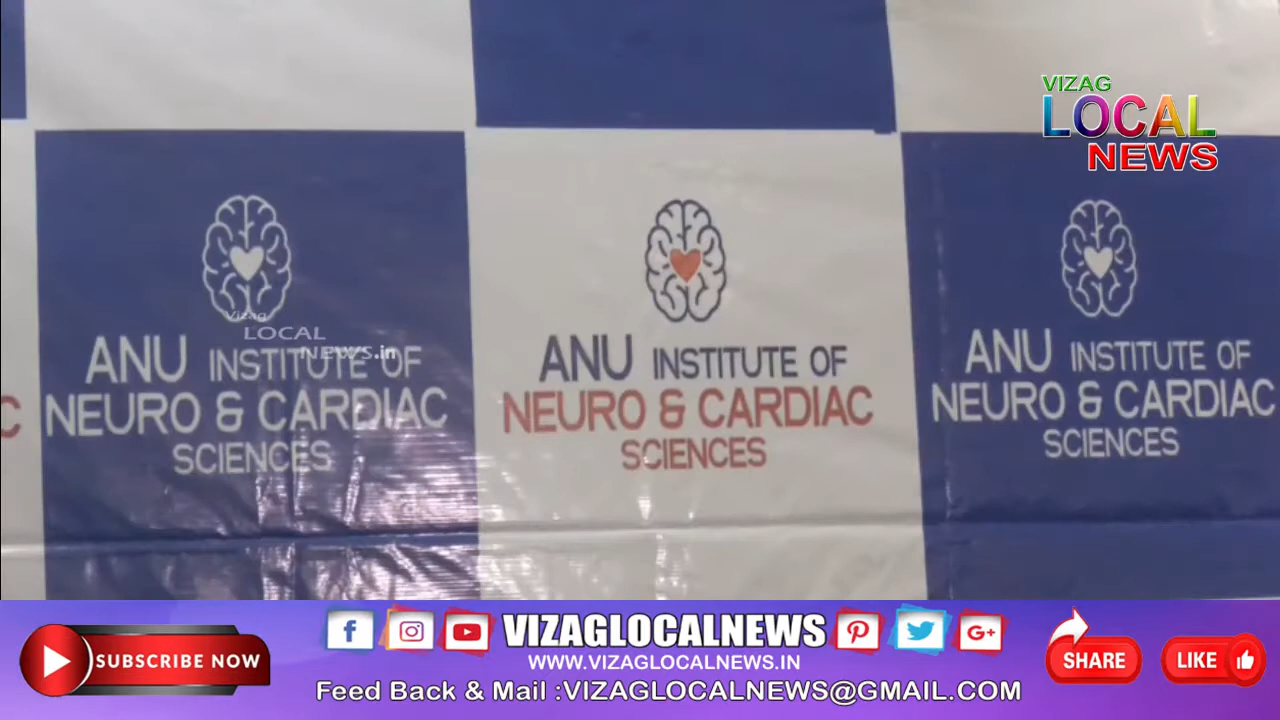 VIZAG
LOCAL
NEWS
ANU INSTITUTE OF
NEURO & CARDIAC
SCIENCES
Vizag
LOCAL
NEWS.in
ANU INSTITUTE OF
NEURO & CARDIAC
SCIENCES
ANU INSTITUTE OF
NEURO & CARDIAC
SCIENCES
C
SUBSCRIBE NOW
VIZAGLOCALNEWS
WWW.VIZAGLOCALNEWS.IN
Feed Back & Mail :VIZAGLOCALNEWS@GMAIL.COM
SHARE
LIKE